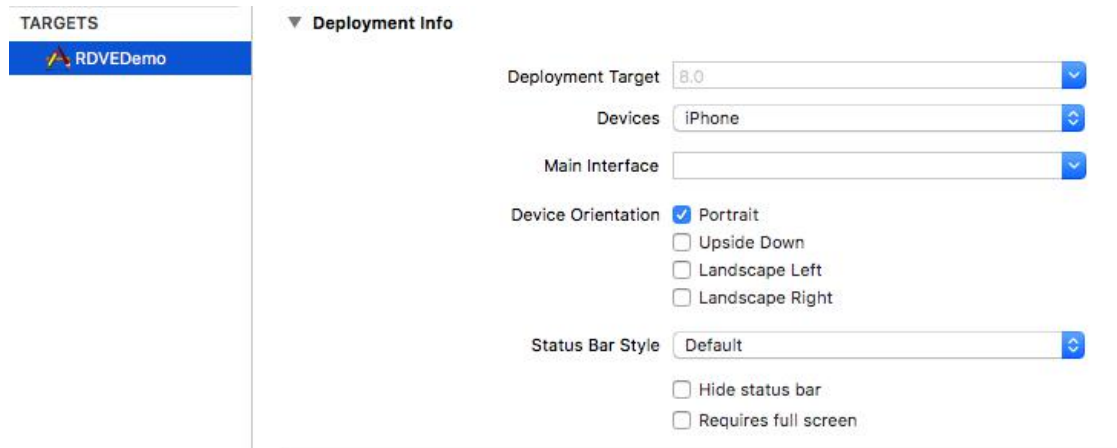 TARGETS
Deployment Info
RDVEDemo
Deployment Target 8.0
Devices iPhone
Main Interface
Device Orientation Portrait
Upside Down
Landscape Left
Landscape Right
Status Bar Style Default
Hide status bar
Requires full screen